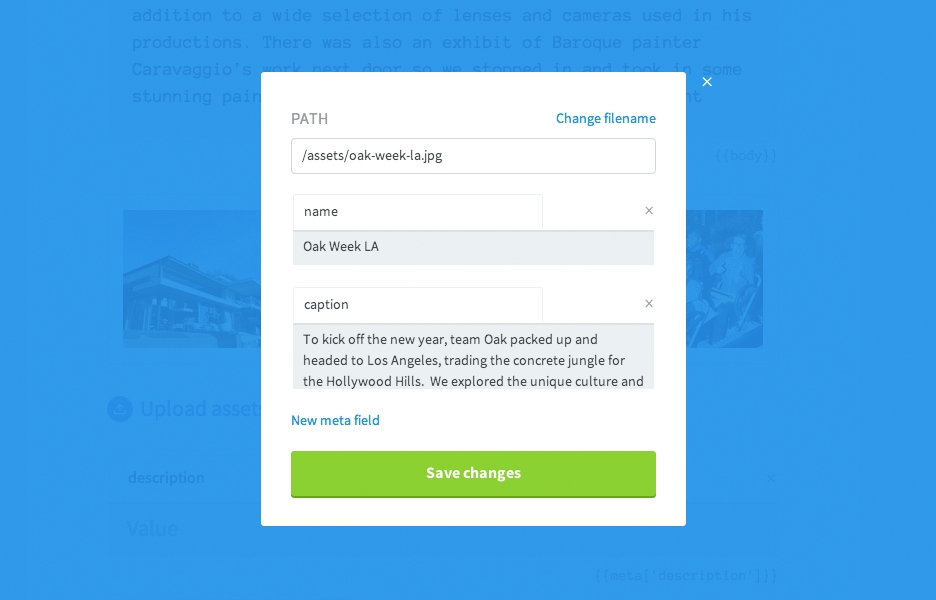 addition to a wide selection of lenses and cameras used in his
productions. There was also an exhibit of Baroque painter
Caravaggio's work next door so we stopped in and took in some
stunning pain
PATH
Change filename
/assets/oak-week-la.jpg
{{body}}
name
×
Oak Week LA
caption
×
To kick off the new year, team Oak packed up and
headed to Los Angeles, trading the concrete jungle for
the Hollywood Hills. We explored the unique culture and
Upload assets
New meta field
Save changes
description
Value
{{meta['description']}}